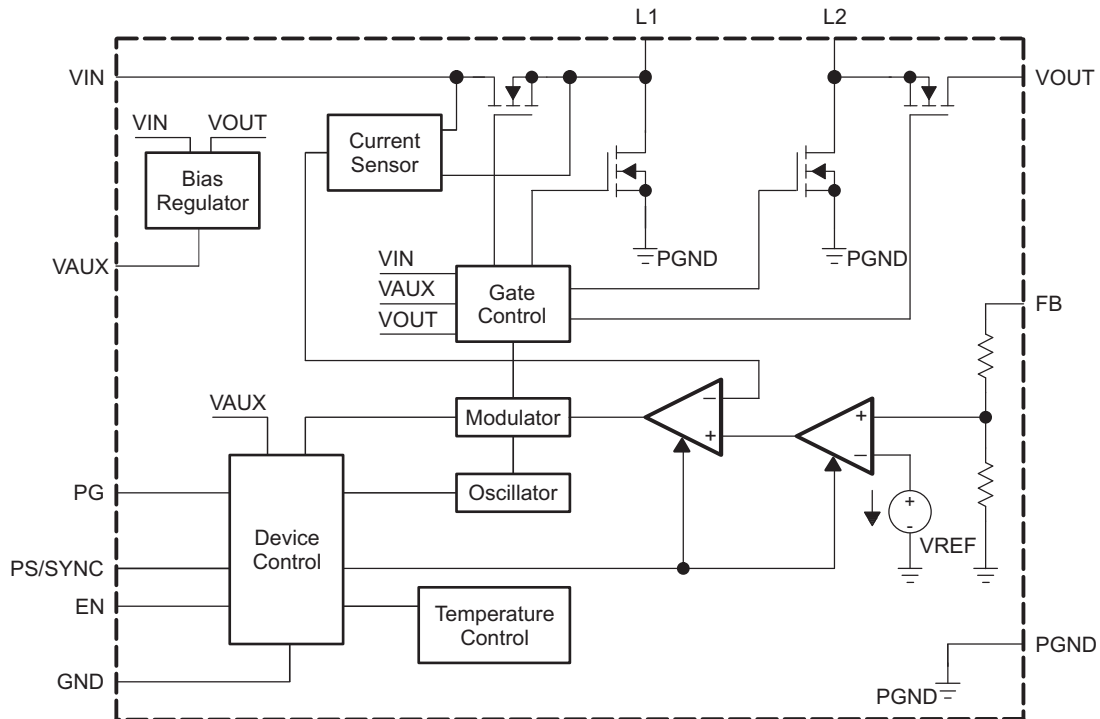 L1
L2
VIN
VOUT
VIN
VOUT
Current
Sensor
Bias
Regulator
VAUX
PGND
PGND
VIN
VAUX
VOUT
Gate
Control
FB
VAUX
Modulator
−
+
+
−
PG
Oscillator
Device
Control
+
-
VREF
PS/SYNC
EN
Temperature
Control
GND
PGND
PGND